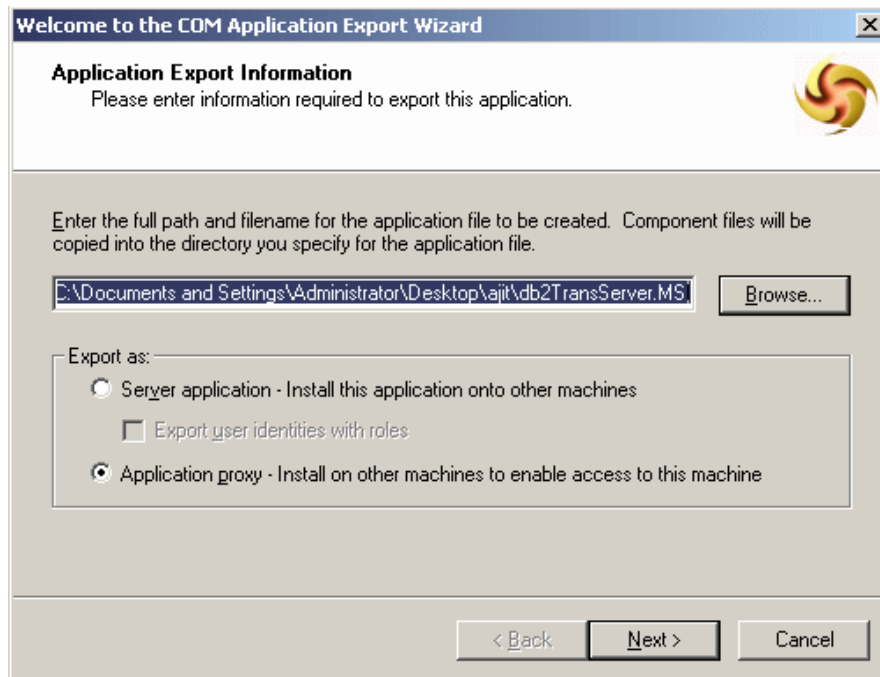 Welcome to the COM Application Export Wizard
Application Export Information
Please enter information required to export this application.
Enter the full path and filename for the application file to be created. Component files will be
copied into the directory you specify for the application file.
C:\Documents and Settings\Administrator\Desktop\ajit\db2TransServer.MS
Browse...
Export as:
Server application - Install this application onto other machines
Export user identities with roles
Application proxy - Install on other machines to enable access to this machine
< Back Next > Cancel